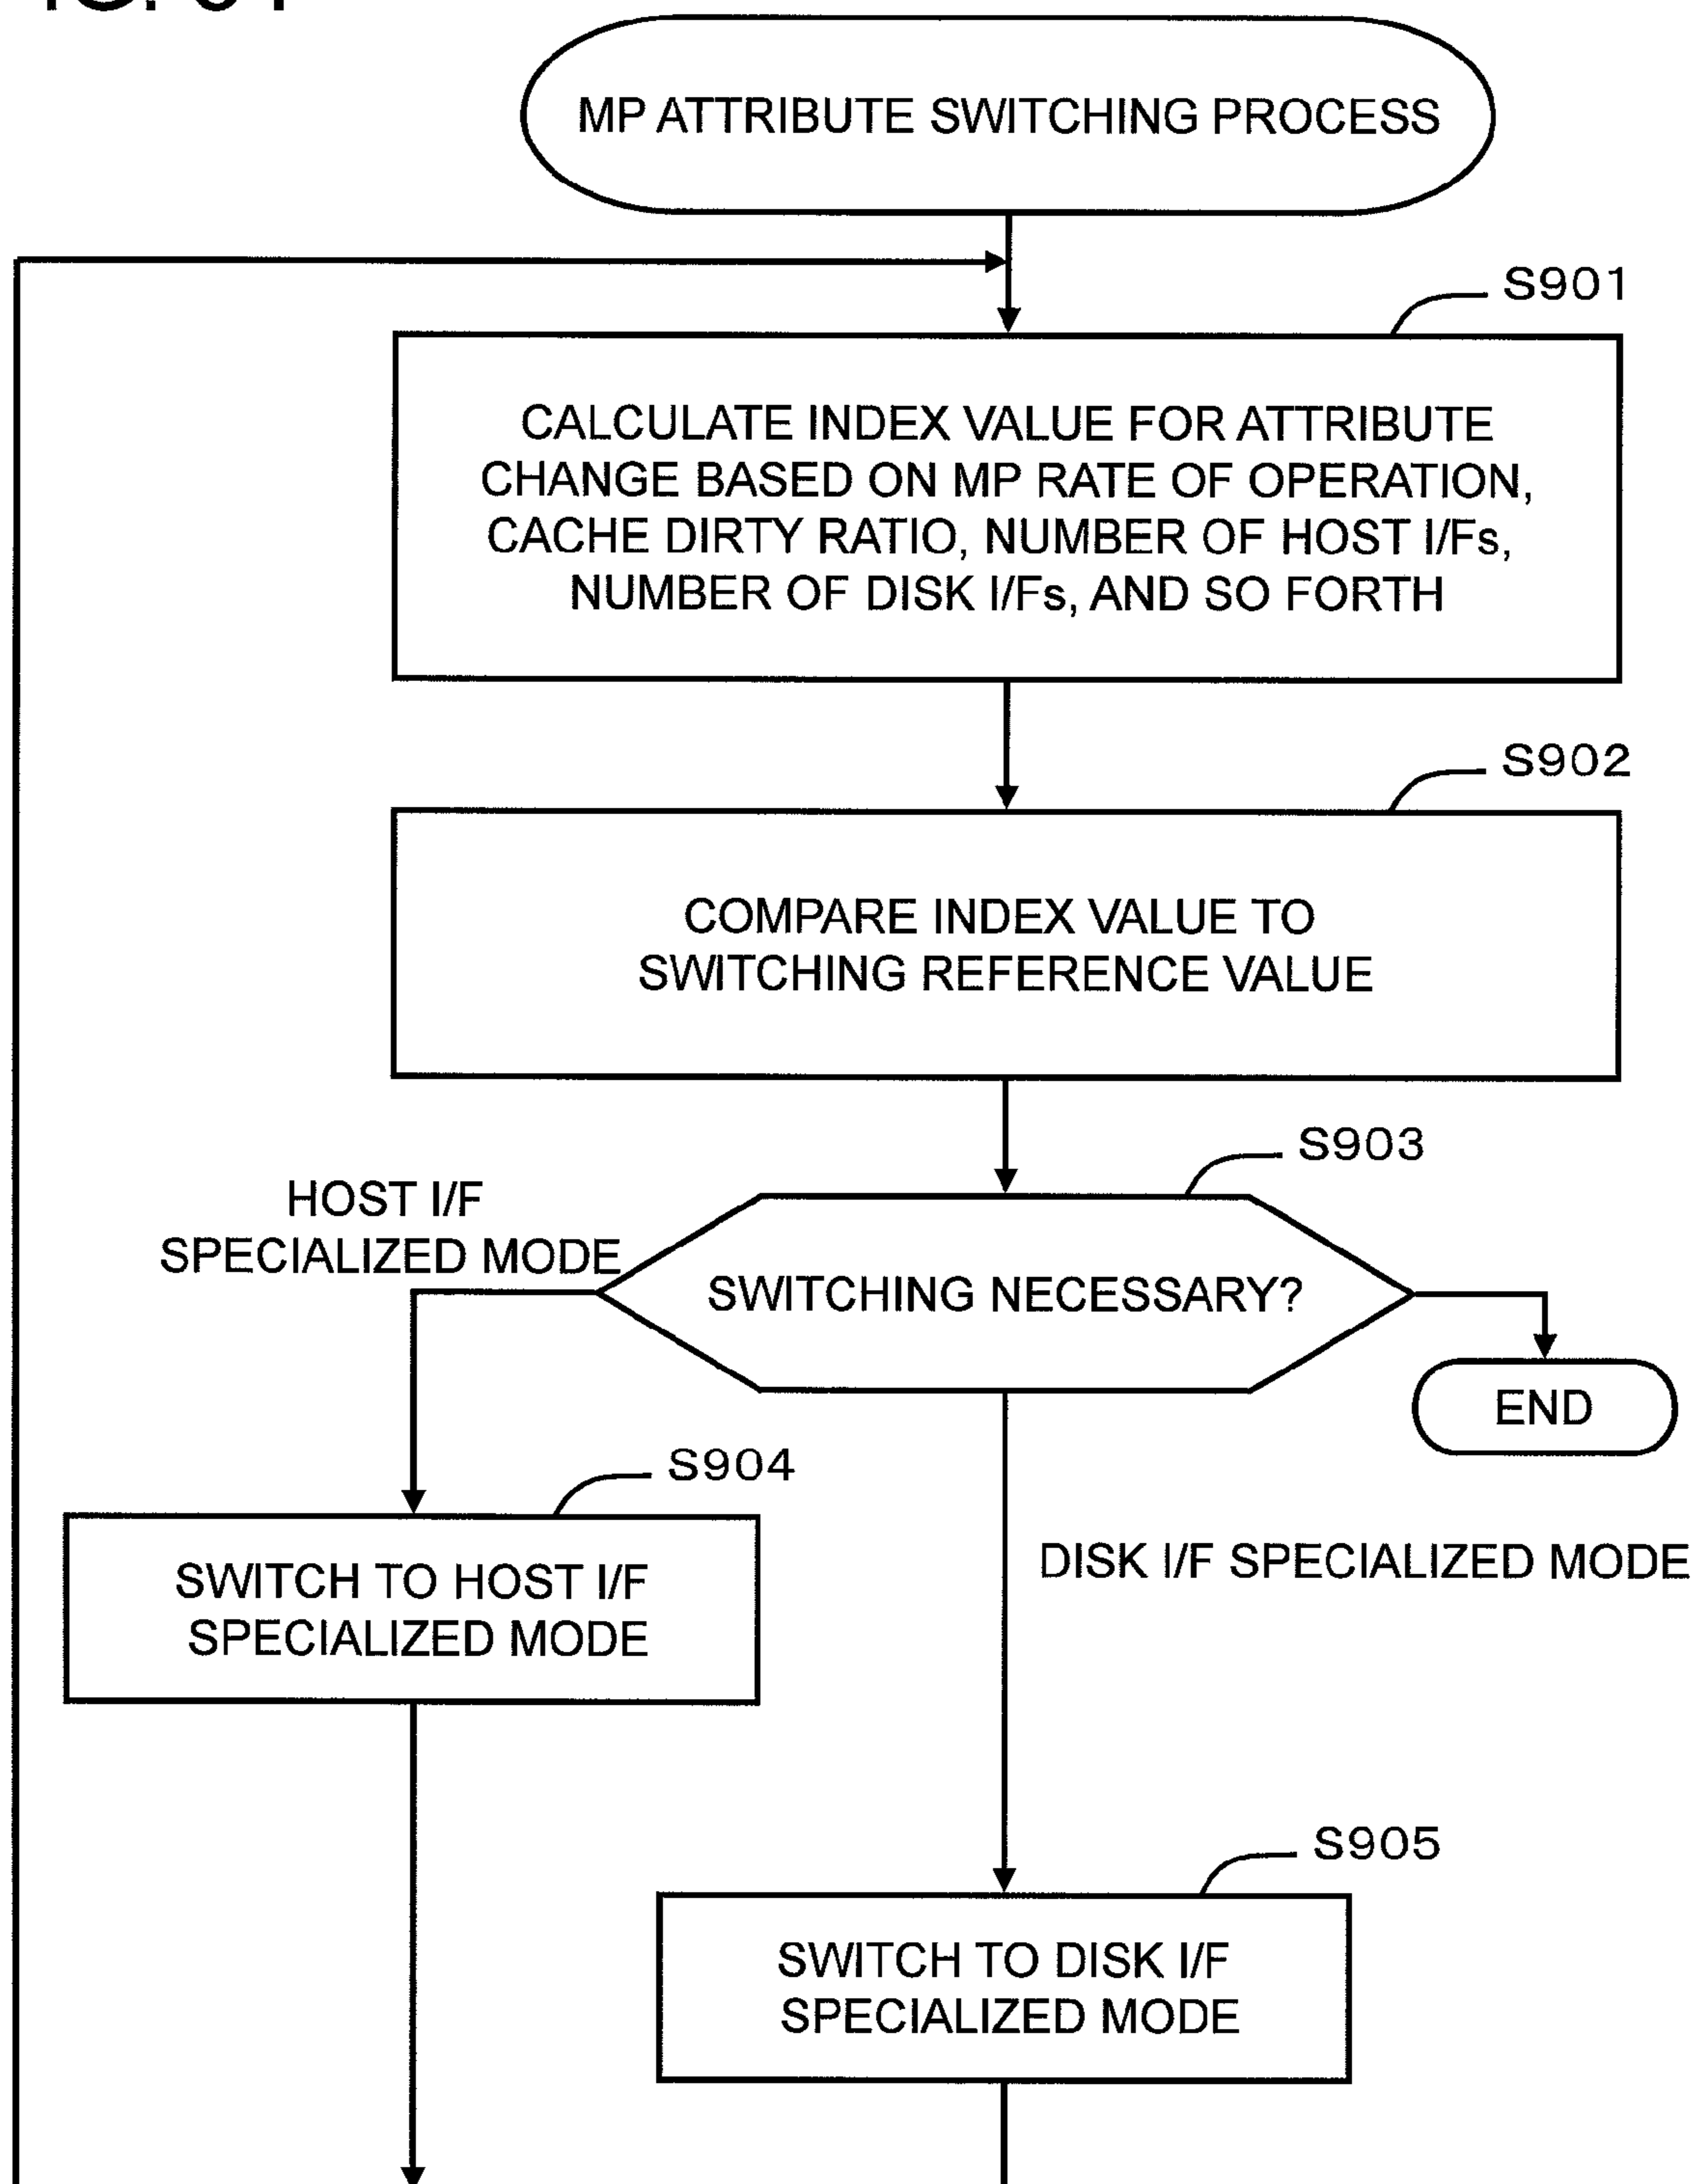 MP ATTRIBUTE SWITCHING PROCESS
S901
CALCULATE INDEX VALUE FOR ATTRIBUTE
CHANGE BASED ON MP RATE OF OPERATION,
CACHE DIRTY RATIO, NUMBER OF HOST I/Fs,
NUMBER OF DISK I/Fs, AND SO FORTH
S902
COMPARE INDEX VALUE TO
SWITCHING REFERENCE VALUE
S903
HOST I/F
SPECIALIZED MODE
SWITCHING NECESSARY?
END
S904
SWITCH TO HOST I/F
SPECIALIZED MODE
DISK I/F SPECIALIZED MODE
S905
SWITCH TO DISK I/F
SPECIALIZED MODE